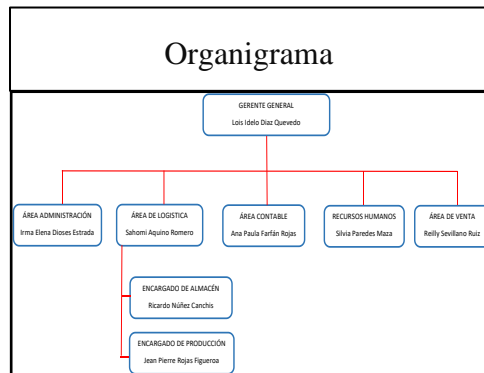 Organigrama
GERENTE GENERAL
Lois Idelo Diaz Quevedo
ÁREA ADMINISTRACIÓN
Irma Elena Dioses Estrada
ÁREA DE LOGISTICA
Sahomi Aquino Romero
ÁREA CONTABLE
Ana Paula Farfán Rojas
RECURSOS HUMANOS
Silvia Paredes Maza
ÁREA DE VENTA
Reilly Sevillano Ruiz
ENCARGADO DE ALMACÉN
Ricardo Núñez Canchis
ENCARGADO DE PRODUCCIÓN
Jean Pierre Rojas Figueroa